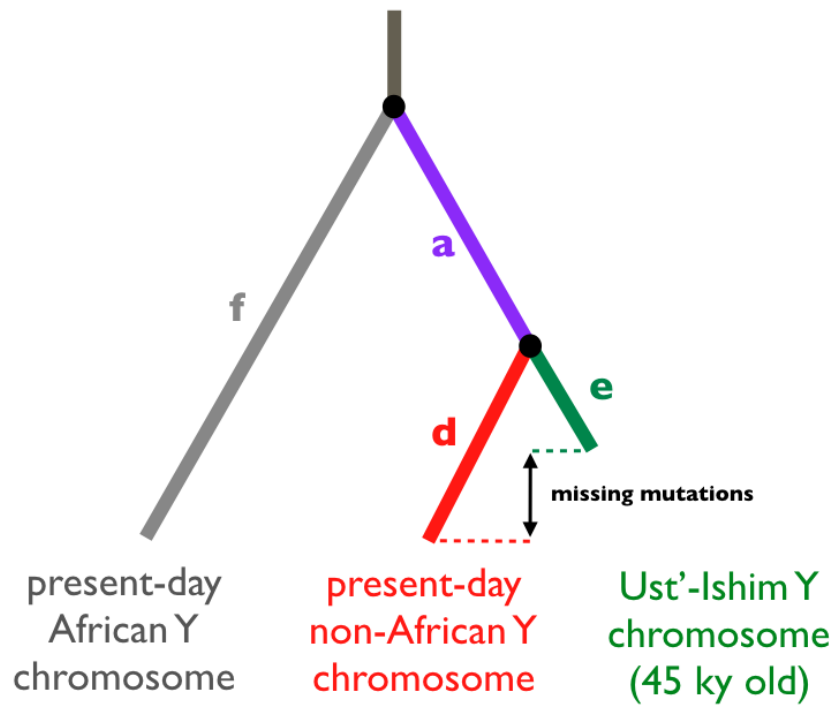 a
f
e
d
missing mutations
present-day
African Y
chromosome
present-day
non-African Y
chromosome
Ust'-Ishim Y
chromosome
(45 ky old)